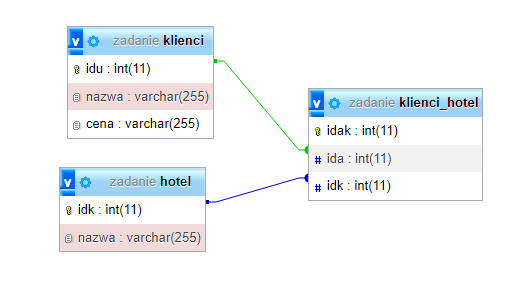 v zadanie klienci
idu : int(11)
nazwa : varchar(255)
cena : varchar(255)
v zadanie klienci_hotel
idak : int(11)
# ida : int(11)
# idk : int(11)
v zadanie hotel
idk : int(11)
nazwa : varchar(255)